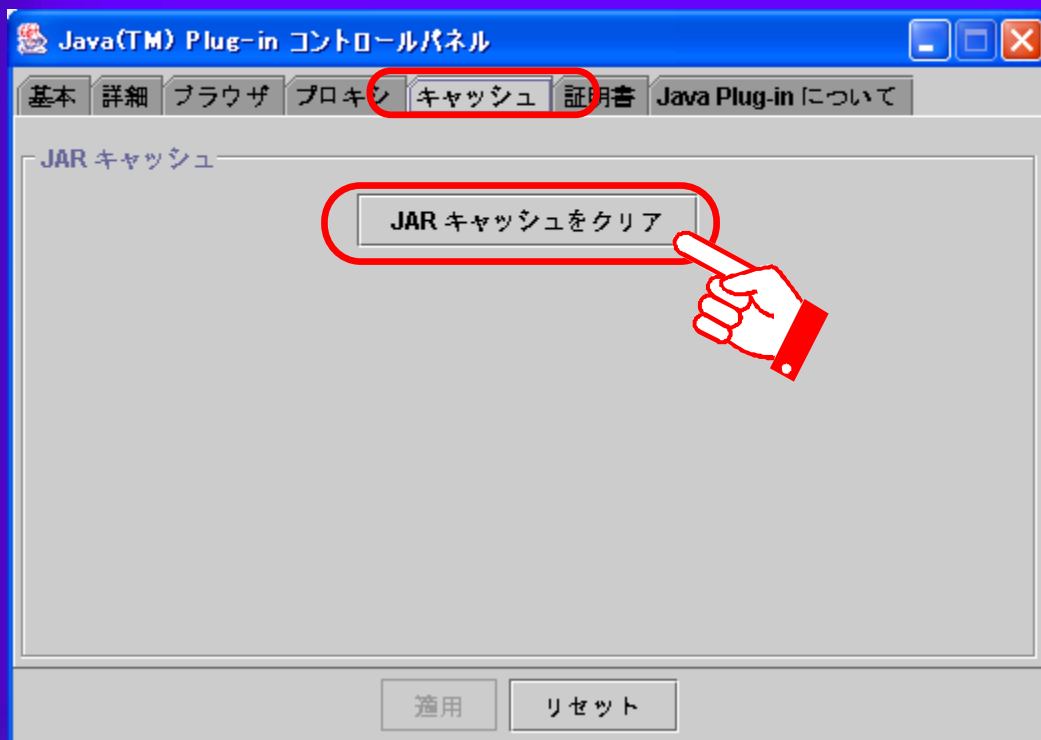 Java(TM) Plug-in コントロールパネル
基本 詳細 ブラウザ プロキシ キャッシュ 証明書 Java Plug-in について
JAR キャッシュ
JAR キャッシュをクリア
適用 リセット